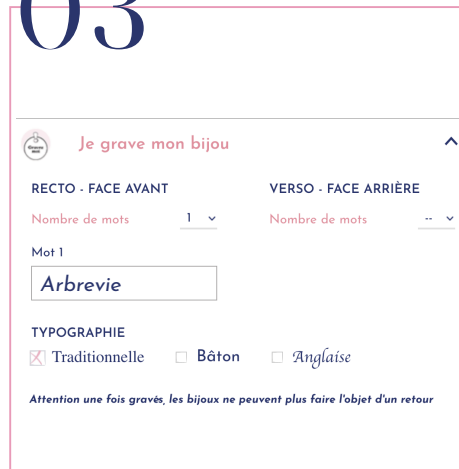 03
Je grave mon bijou
RECTO - FACE AVANT
VERSO - FACE ARRIÈRE
Nombre de mots 1
Nombre de mots --
Mot 1
Arbrevie
TYPOGRAPHIE
Traditionnelle Bâton Anglaise
Attention une fois gravés, les bijoux ne peuvent plus faire l'objet d'un retour